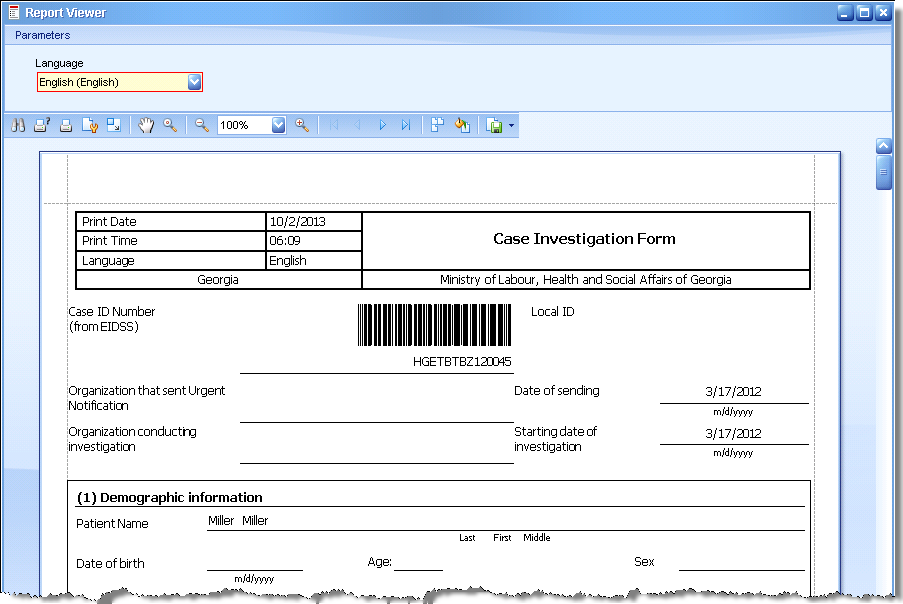 Report Viewer
Parameters
Language
English (English)
100%
Print Date 10/2/2013
Print Time 06:09
Language English
Case Investigation Form
Georgia Ministry of Labour, Health and Social Affairs of Georgia
Case ID Number
(from EIDSS)
Local ID
HGETBTBZ120045
Organization that sent Urgent
Notification
Date of sending 3/17/2012
m/d/yyyy
Organization conducting
investigation
Starting date of
investigation
3/17/2012
m/d/yyyy
(1) Demographic information
Patient Name Miller Miller
Last First Middle
Date of birth Age: Sex
m/d/yyyy